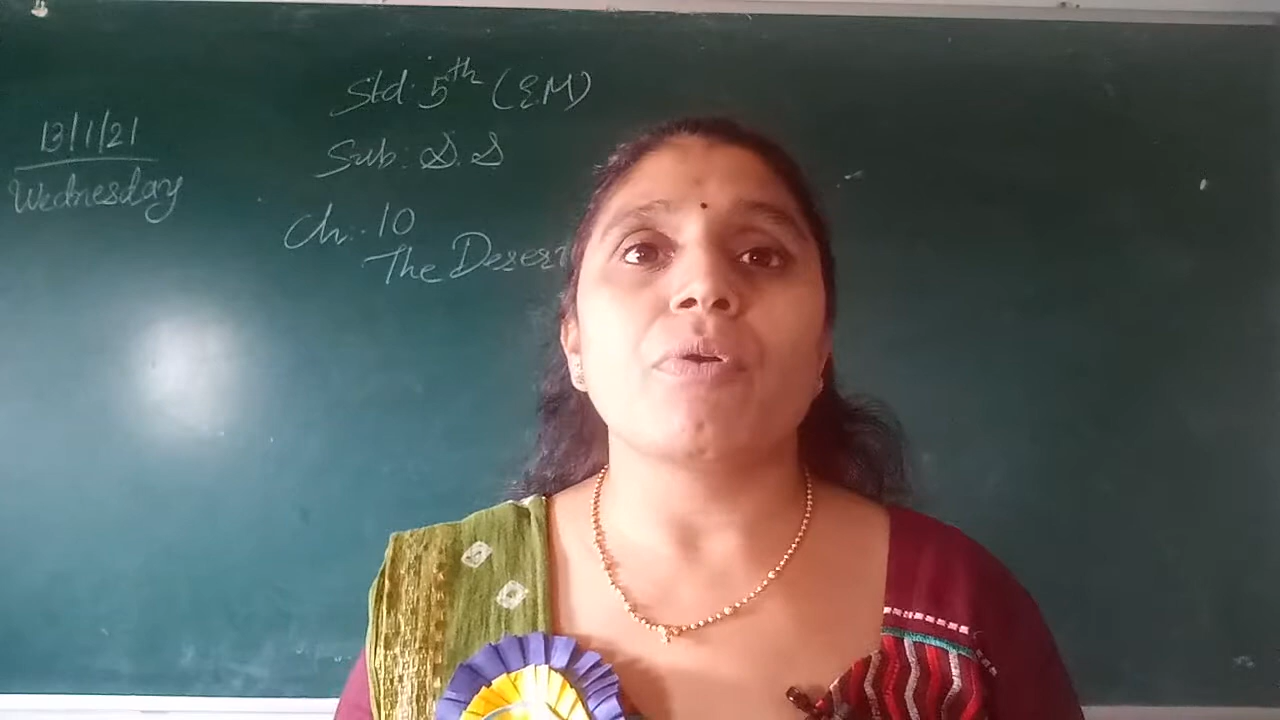 13/1/21
Wednesday
Std: 5th (EM)
Sub: S.S
Ch:- 10
The Desert